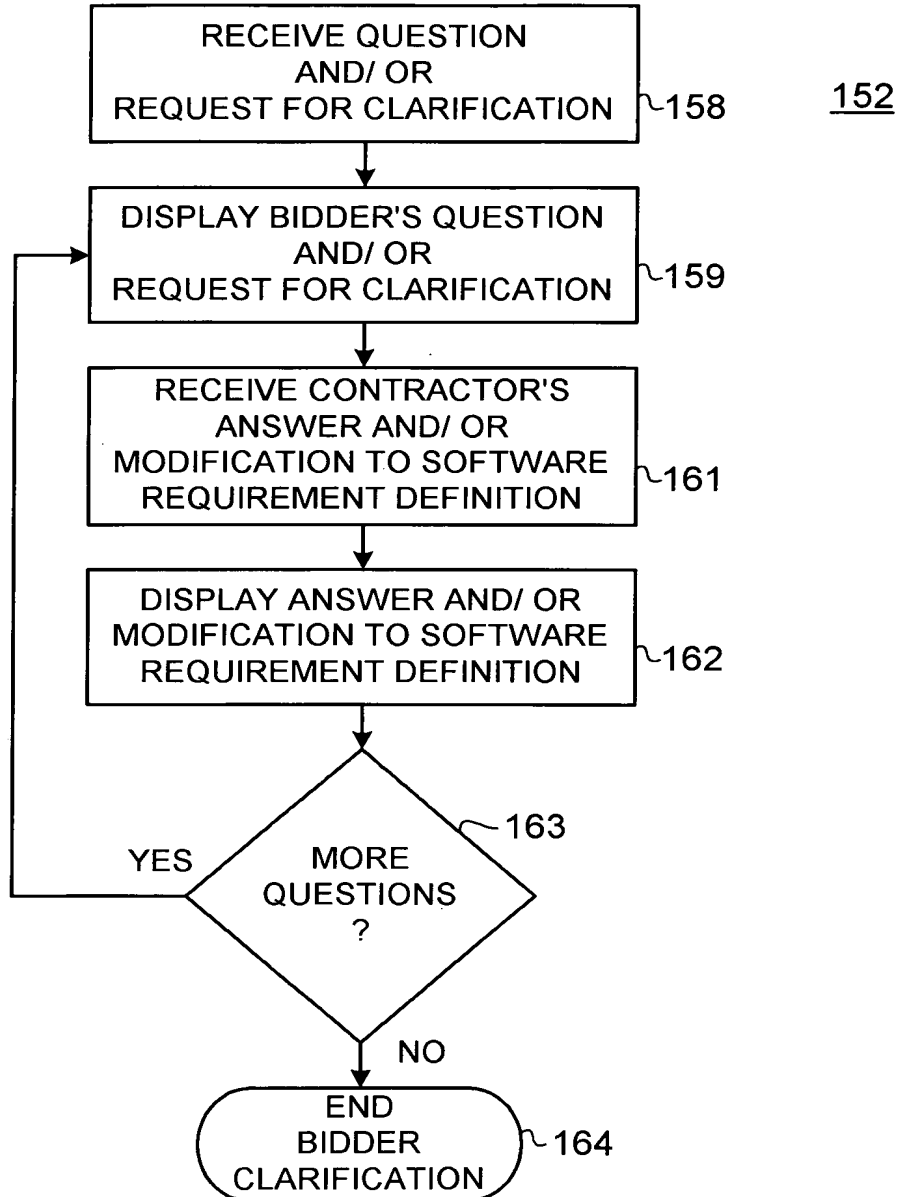 RECEIVE QUESTION
AND/ OR
REQUEST FOR CLARIFICATION
158
152
DISPLAY BIDDER'S QUESTION
AND/ OR
REQUEST FOR CLARIFICATION
159
RECEIVE CONTRACTOR'S
ANSWER AND/ OR
MODIFICATION TO SOFTWARE
REQUIREMENT DEFINITION
161
DISPLAY ANSWER AND/ OR
MODIFICATION TO SOFTWARE
REQUIREMENT DEFINITION
162
163
YES
MORE
QUESTIONS
?
NO
END
BIDDER
CLARIFICATION
164